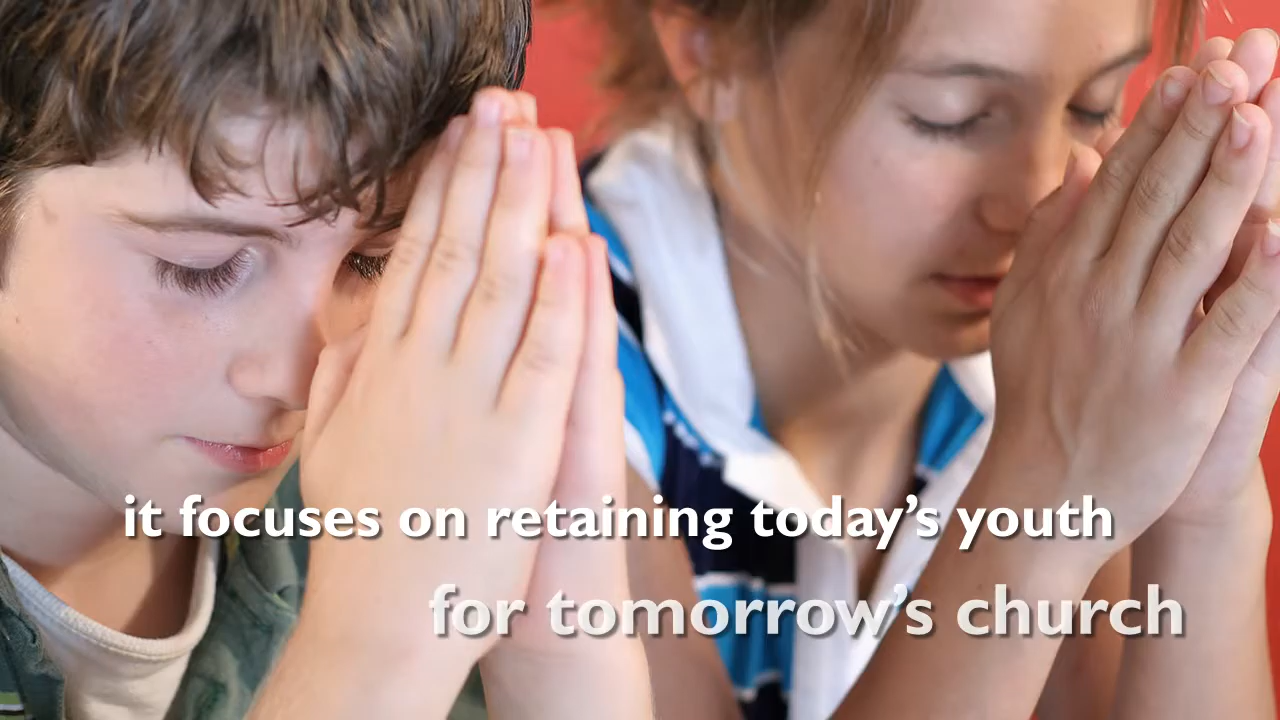 it focuses on retaining today’s youth
for tomorrow’s church